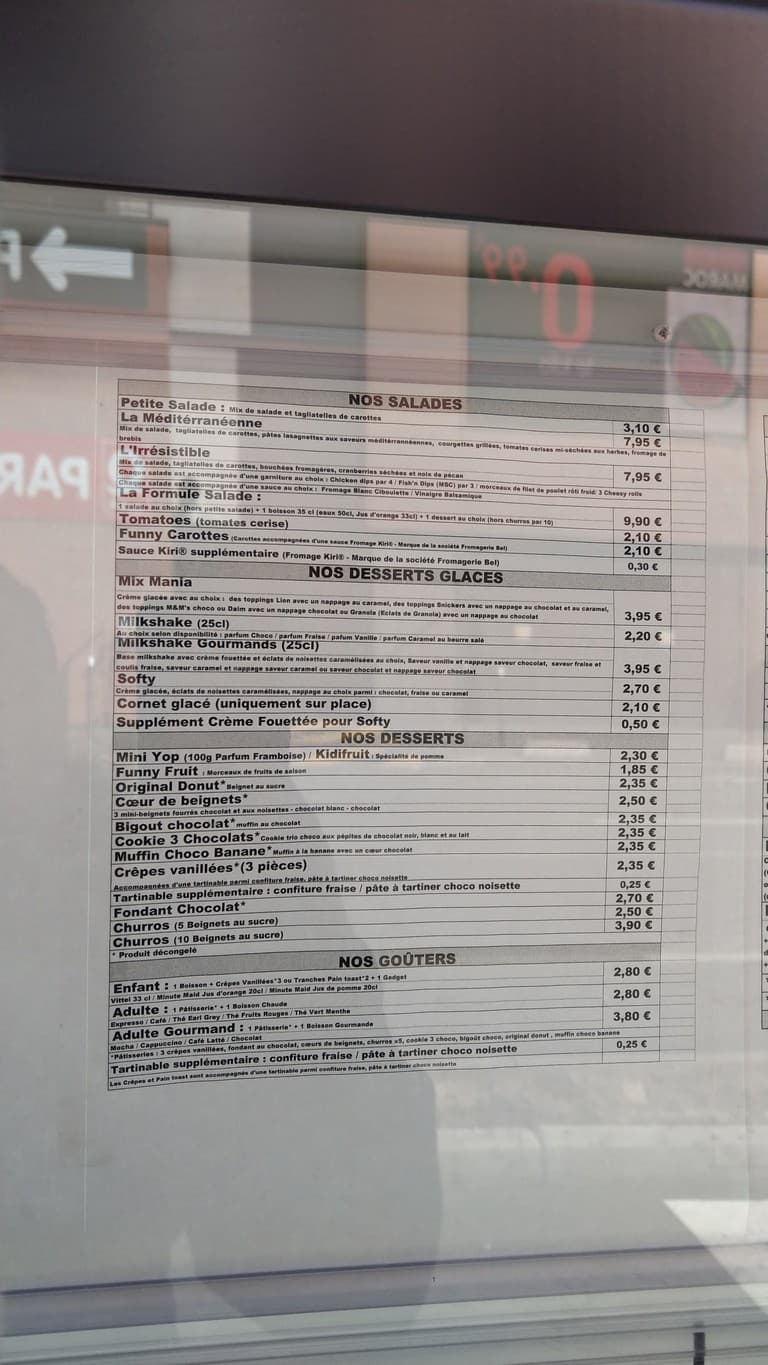 0,99
MAROC
PAR
NOS SALADES
Petite Salade : Mix de salade et tagliatelles de carottes 3,10 €
La Méditérranéenne 7,95 €
Mix de salade, tagliatelles de carottes, pâtes lasagnettes aux saveurs méditérrannéennes, courgettes grillées, tomates cerises mi-séchées aux herbes, fromage de
brebis
L'Irrésistible 7,95 €
Mix de salade, tagliatelles de carottes, bouchées fromagères, cranberries séchées et noix de pécan
Chaque salade est accompagnée d'une garniture au choix : Chicken dips par 4 / Fish'n Dips (MSC) par 3 / morceaux de filet de poulet rôti froid/ 3 Cheesy rolls
Chaque salade est accompagnée d'une sauce au choix : Fromage Blanc Ciboulette / Vinaigre Balsamique
La Formule Salade :
1 salade au choix (hors petite salade) + 1 boisson 35 cl (eaux 50cl, Jus d'orange 33cl) + 1 dessert au choix (hors churros par 10) 9,90 €
Tomates (tomates cerise) 2,10 €
Funny Carottes (Carottes accompagnées d'une sauce Fromage Kiri® - Marque de la société Fromagerie Bel) 2,10 €
Sauce Kiri® supplémentaire (Fromage Kiri® - Marque de la société Fromagerie Bel) 0,30 €
NOS DESSERTS GLACES
Mix Mania
Crème glacée avec au choix : des toppings Lion avec un nappage au caramel, des toppings Snickers avec un nappage au chocolat et au caramel,
des toppings M&M's choco ou Daim avec un nappage chocolat ou Granola (Eclats de Granola) avec un nappage au chocolat 3,95 €
Milkshake (25cl) 2,20 €
Au choix selon disponibilité : parfum Choco / parfum Fraise / pafum Vanille / parfum Caramel au beurre salé
Milkshake Gourmands (25cl)
Base milkshake avec crème fouettée et éclats de noisettes caramélisées au choix, Saveur vanille et nappage saveur chocolat, saveur fraise et
coulis fraise, saveur caramel et nappage saveur caramel ou saveur chocolat et nappage saveur chocolat 3,95 €
Softy 2,70 €
Crème glacée, éclats de noisettes caramélisées, nappage au choix parmi : chocolat, fraise ou caramel
Cornet glacé (uniquement sur place) 2,10 €
Supplément Crème Fouettée pour Softy 0,50 €
NOS DESSERTS
Mini Yop (100g Parfum Framboise) / Kidifruit : Spécialité de pomme 2,30 €
Funny Fruit : Morceaux de fruits de saison 1,85 €
Original Donut* Beignet au sucre 2,35 €
Cœur de beignets* 2,50 €
3 mini-beignets fourrés chocolat et aux noisettes - chocolat blanc - chocolat
Bigout chocolat* muffin au chocolat 2,35 €
Cookie 3 Chocolats* Cookie trio choco aux pépites de chocolat noir, blanc et au lait 2,35 €
Muffin Choco Banane* Muffin à la banane avec un cœur chocolat 2,35 €
Crêpes vanillées*(3 pièces) 2,35 €
Accompagnées d'une tartinable parmi confiture fraise, pâte à tartiner choco noisette
Tartinable supplémentaire : confiture fraise / pâte à tartiner choco noisette 0,25 €
Fondant Chocolat* 2,70 €
Churros (5 Beignets au sucre) 2,50 €
Churros (10 Beignets au sucre) 3,90 €
* Produit décongelé
NOS GOÛTERS
Enfant : 1 Boisson + Crêpes Vanillées*3 ou Tranches Pain toast*2 + 1 Gadget 2,80 €
Vittel 33 cl / Minute Maid Jus d'orange 20cl / Minute Maid Jus de pomme 20cl
Adulte : 1 Pâtisserie* + 1 Boisson Chaude 2,80 €
Expresso / Café / Thé Earl Grey / Thé Fruits Rouges / Thé Vert Menthe
Adulte Gourmand : 1 Pâtisserie* + 1 Boisson Gourmande 3,80 €
Mocha / Cappuccino / Café Latté / Chocolat
*Pâtisseries : 3 crêpes vanillées, fondant au chocolat, cœurs de beignets, churros x5, cookie 3 choco, bigoût choco, original donut , muffin choco banane
Tartinable supplémentaire : confiture fraise / pâte à tartiner choco noisette 0,25 €
Les Crêpes et Pain toast sont accompagnés d'une tartinable parmi confiture fraise, pâte à tartiner choco noisette